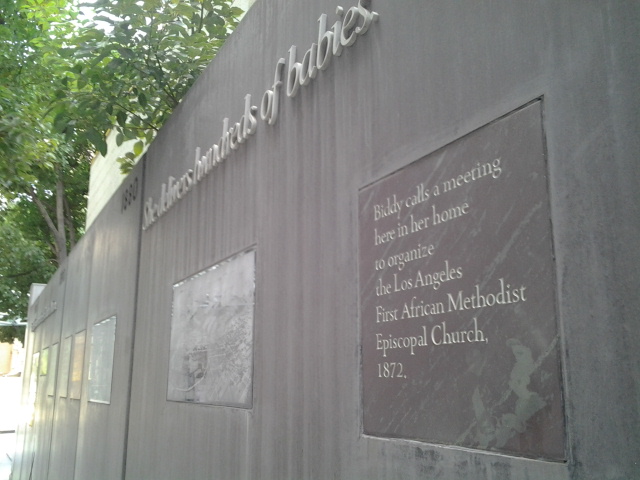 She delivers hundreds of babies.
1880
Biddy calls a meeting
here in her home
to organize
the Los Angeles
First African Methodist
Episcopal Church,
1872.